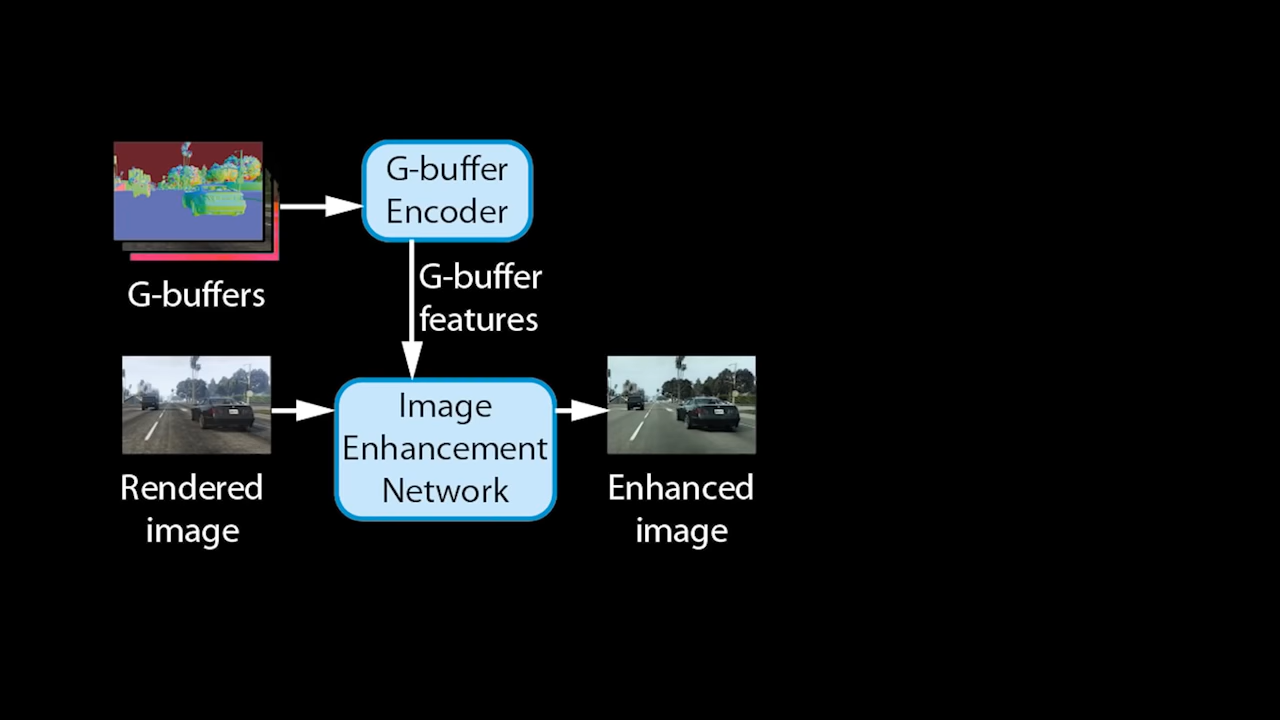 G-buffer
Encoder
G-buffers
G-buffer
features
Rendered
image
Image
Enhancement
Network
Enhanced
image